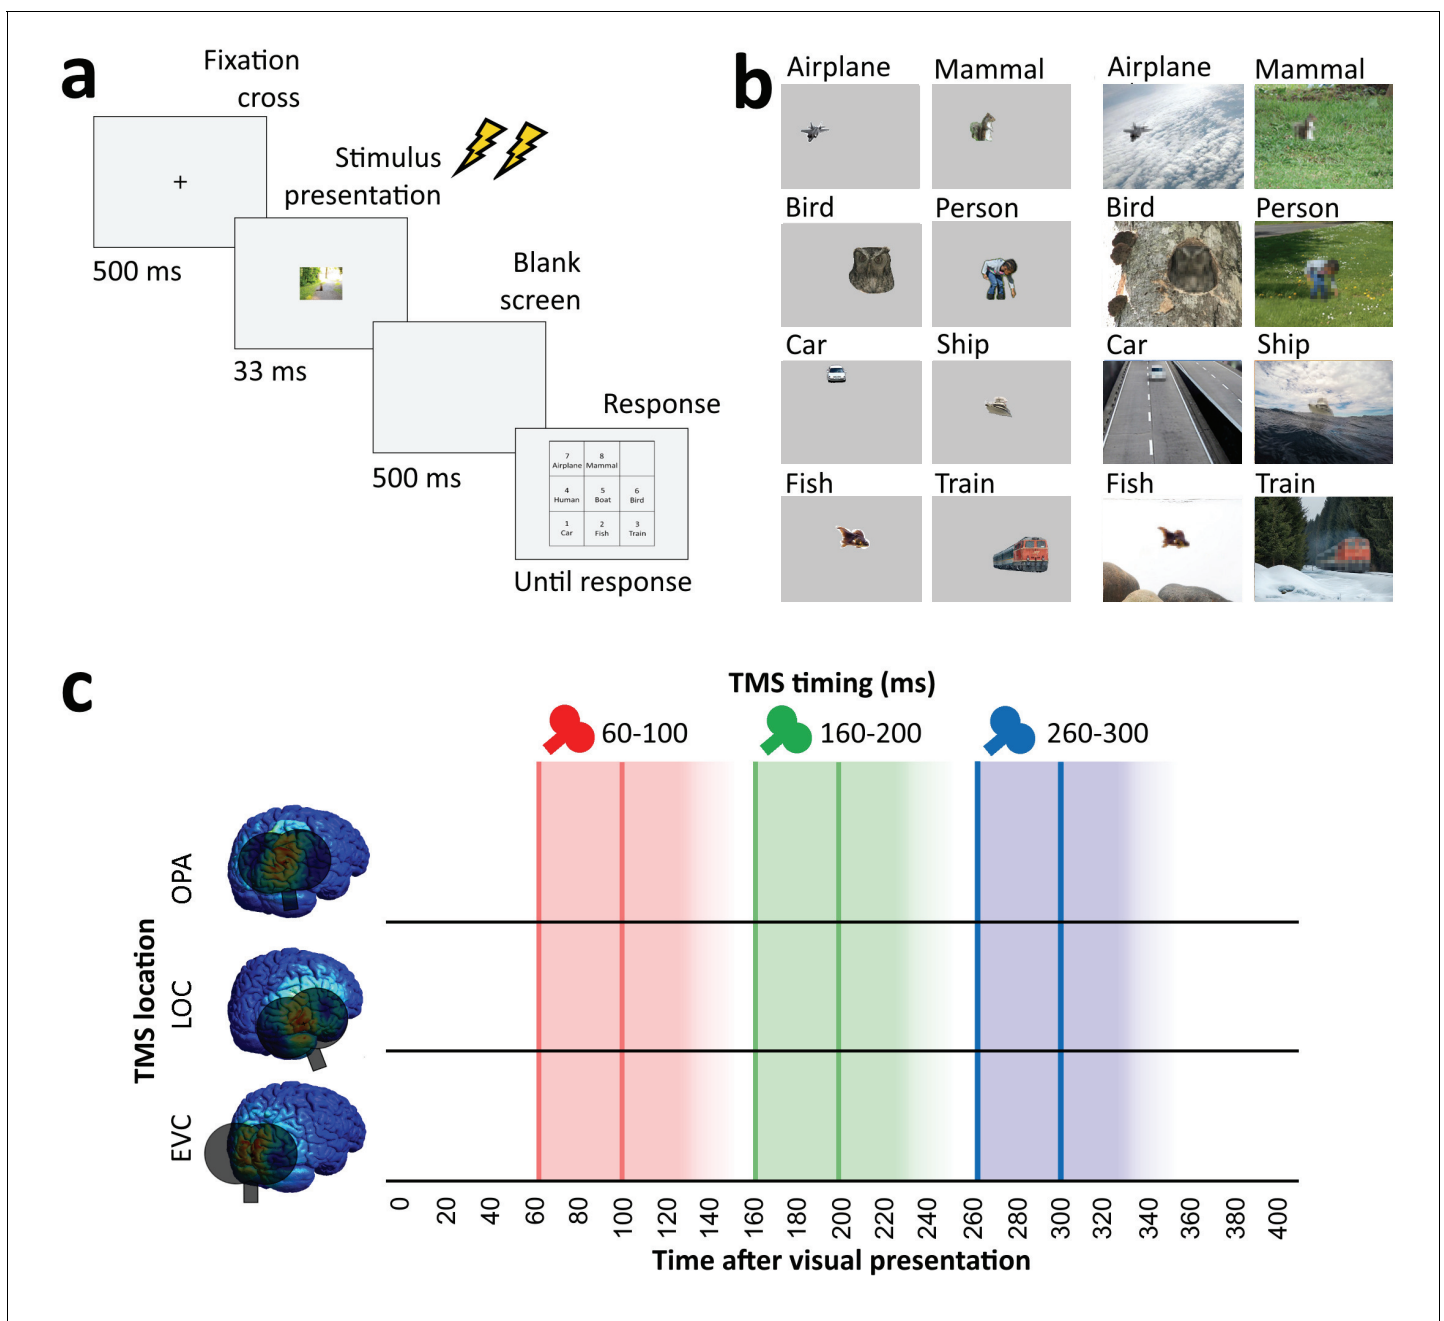 a
Fixation
cross
500 ms
Stimulus
presentation
33 ms
Blank
screen
500 ms
Response
7
Airplane
8
Mammal
4
Human
5
Boat
6
Bird
1
Car
2
Fish
3
Train
Until response
b
Airplane
Mammal
Airplane
Mammal
Bird
Person
Bird
Person
Car
Ship
Car
Ship
Fish
Train
Fish
Train
c
TMS timing (ms)
60-100
160-200
260-300
TMS location
OPA
LOC
EVC
0 20 40 60 80 100 120 140 160 180 200 220 240 260 280 300 320 340 360 380 400
Time after visual presentation